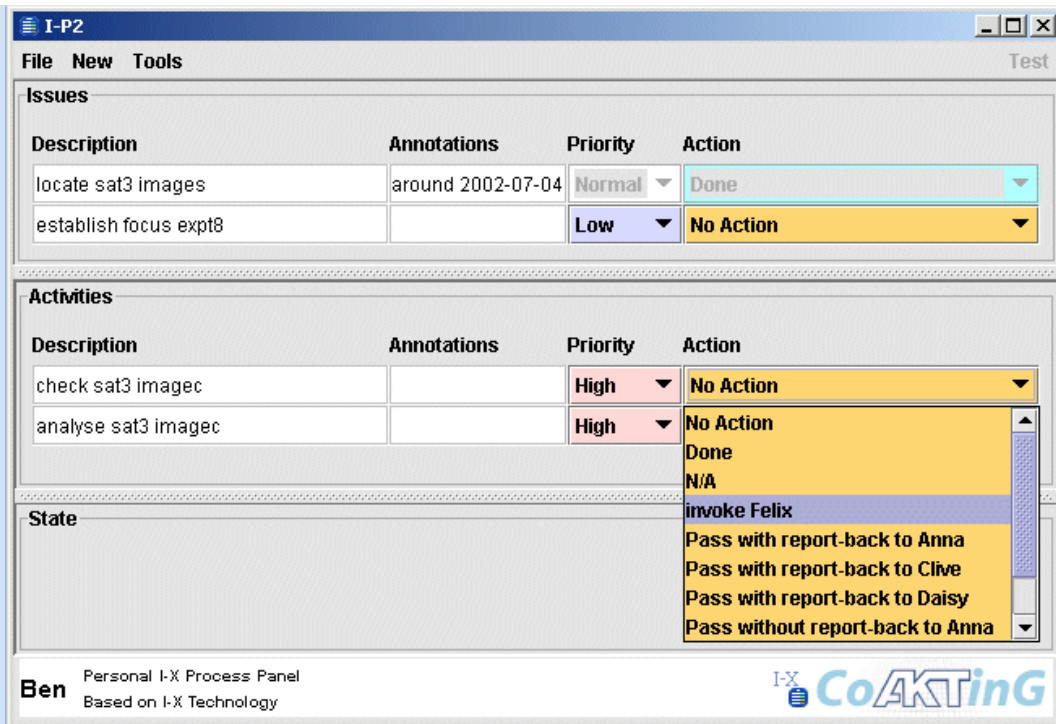 I-P2
File New Tools Test
Issues
Description Annotations Priority Action
locate sat3 images around 2002-07-04 Normal Done
establish focus expt8 Low No Action
Activities
Description Annotations Priority Action
check sat3 imagec High No Action
analyse sat3 imagec High
No Action
Done
N/A
invoke Felix
Pass with report-back to Anna
Pass with report-back to Clive
Pass with report-back to Daisy
Pass without report-back to Anna
State
Ben
Personal I-X Process Panel
Based on I-X Technology
I-X CoAKTinG